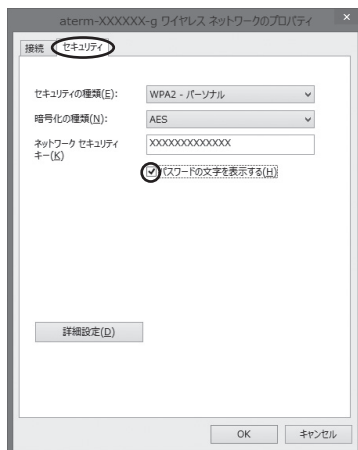 aterm-XXXXXX-g ワイヤレス ネットワークのプロパティ ×
接続 セキュリティ
セキュリティの種類(E): WPA2 - パーソナル
暗号化の種類(N): AES
ネットワーク セキュリティ XXXXXXXXXXXXX
キー(K)
パスワードの文字を表示する(H)
詳細設定(D)
OK キャンセル